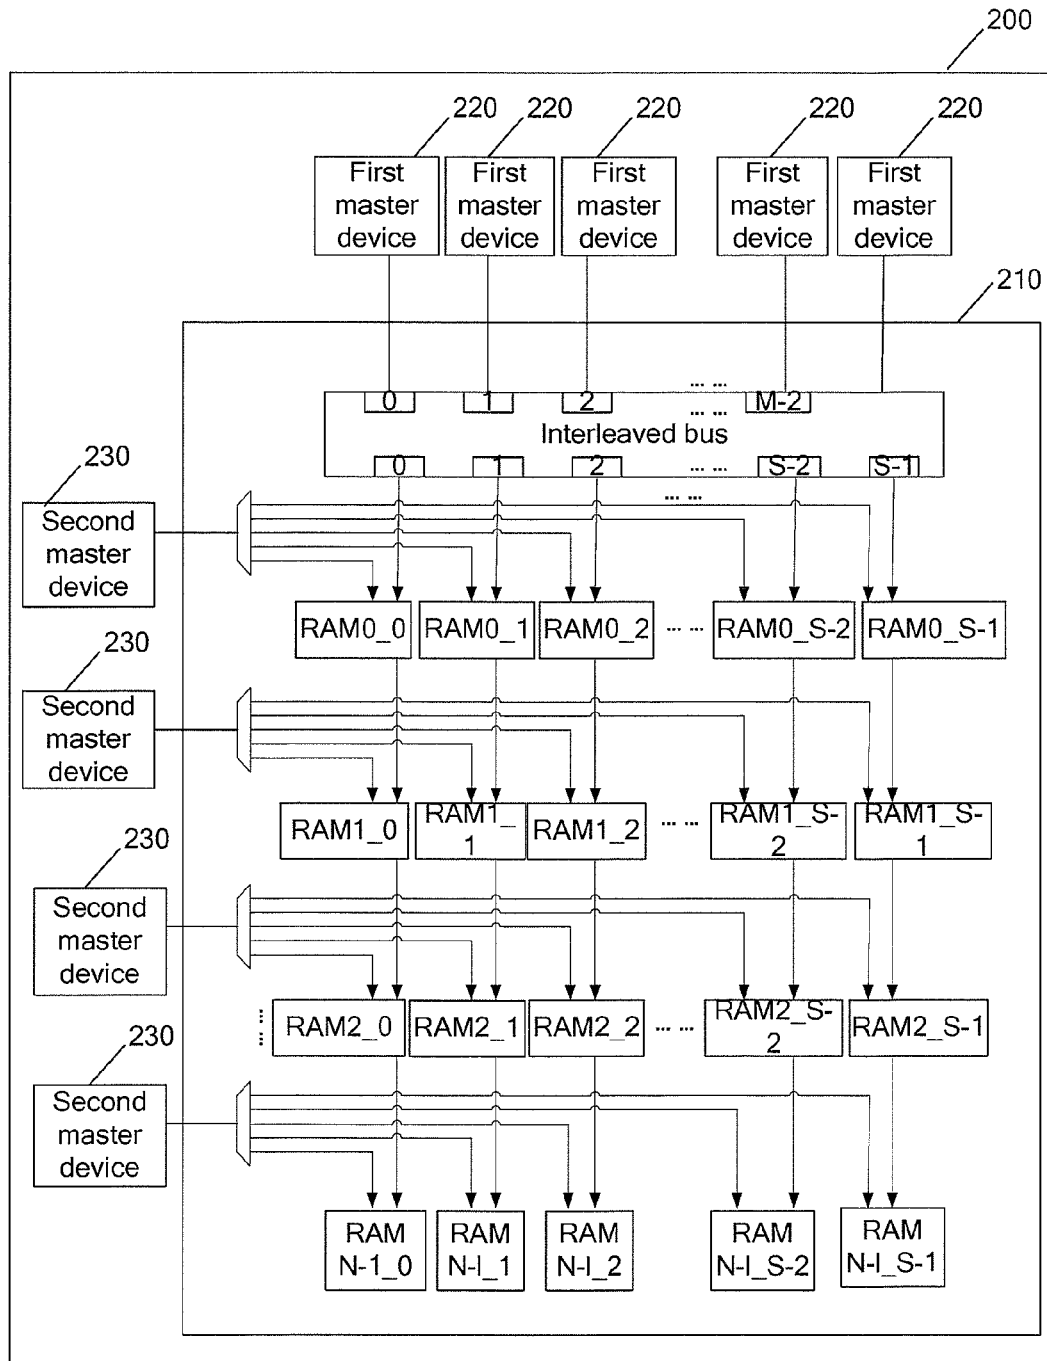 200
220 220 220 220 220
First First First First First
master master master master master
device device device device device
210
... ...
0 1 2 ... ... M-2
Interleaved bus
0 1 2 ... ... S-2 S-1
... ...
230
Second
master
device
RAM0_0 RAM0_1 RAM0_2 ... ... RAM0_S-2 RAM0_S-1
230
Second
master
device
RAM1_0 RAM1_1 RAM1_2 ... ... RAM1_S-2 RAM1_S-1
230
Second
master
device
... ...
RAM2_0 RAM2_1 RAM2_2 ... ... RAM2_S-2 RAM2_S-1
230
Second
master
device
RAM RAM RAM RAM RAM
N-1_0 N-I_1 N-I_2 N-I_S-2 N-I_S-1